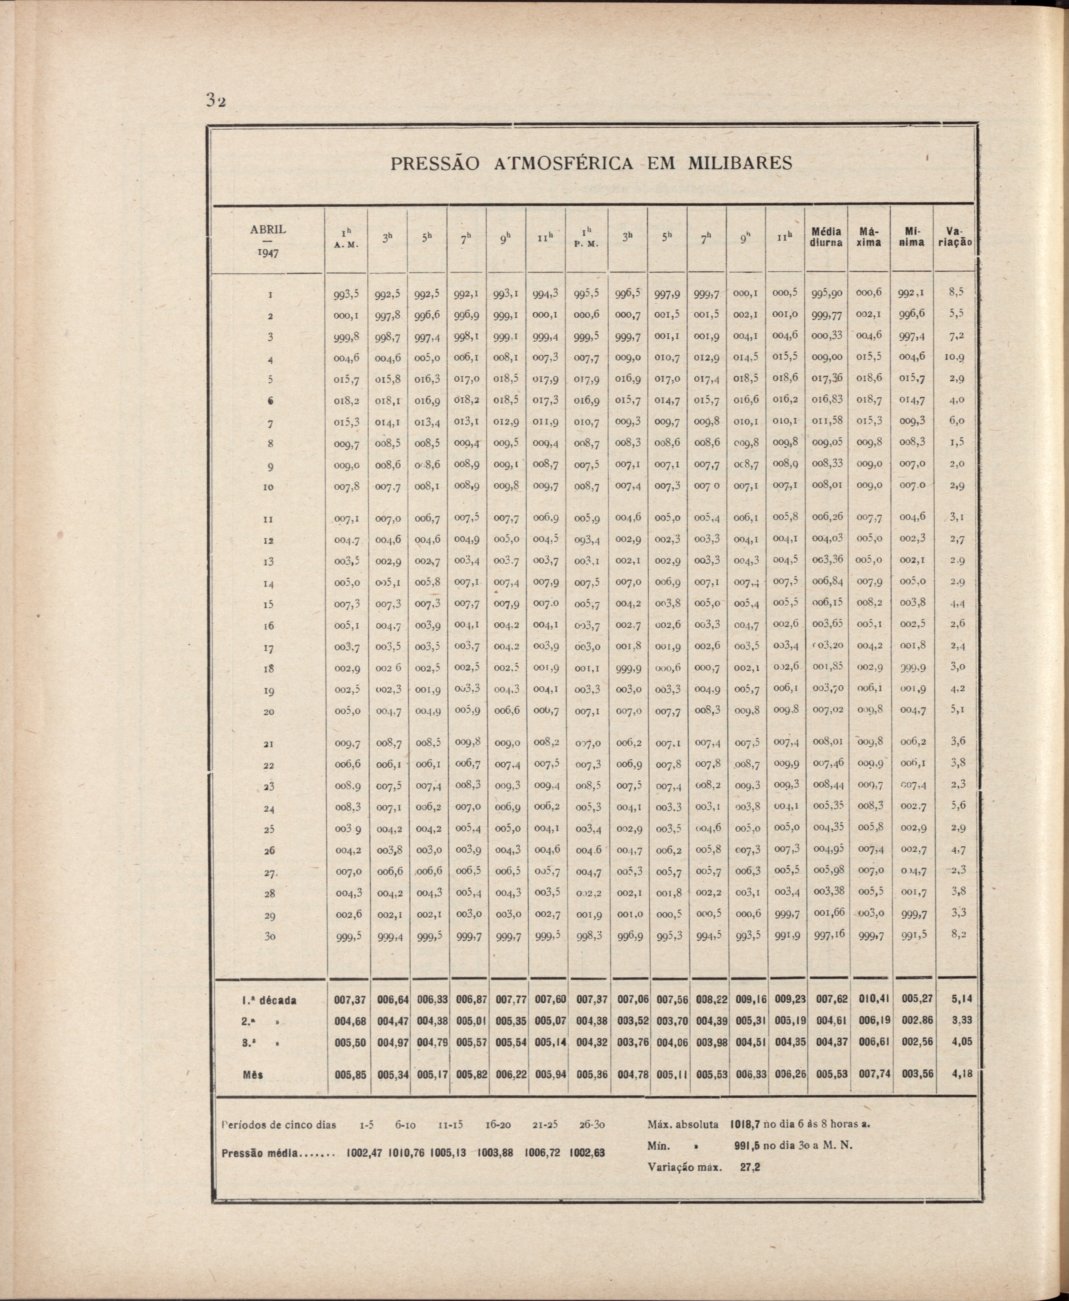 32
PRESSÃO ATMOSFÉRICA EM MILIBARES
ABRIL — 1947 1h A. M. 3h 5h 7h 9h 11h 1h P. M. 3h 5h 7h 9h 11h Média diurna Má-xima Mí-nima Va-riação
1 993,5 992,5 992,5 992,1 993,1 994,3 995,5 996,5 997,9 999,7 000,1 000,5 995,90 000,6 992,1 8,5
2 000,1 997,8 996,6 996,9 999,1 000,1 000,6 000,7 001,5 001,5 002,1 001,0 999,77 002,1 996,6 5,5
3 999,8 998,7 997,4 998,1 999,1 999,4 999,5 999,7 001,1 001,9 004,1 004,6 000,33 004,6 997,4 7,2
4 004,6 004,6 005,0 006,1 008,1 007,3 007,7 009,0 010,7 012,9 014,5 015,5 009,00 015,5 004,6 10,9
5 015,7 015,8 016,3 017,0 018,5 017,9 017,9 016,9 017,0 017,4 018,5 018,6 017,36 018,6 015,7 2,9
6 018,2 018,1 016,9 018,2 018,5 017,3 016,9 015,7 014,7 015,7 016,6 016,2 016,83 018,7 014,7 4,0
7 015,3 014,1 013,4 013,1 012,9 011,9 010,7 009,3 009,7 009,8 010,1 010,1 011,58 015,3 009,3 6,0
8 009,7 008,5 008,5 009,4 009,5 009,4 008,7 008,3 008,6 008,6 009,8 009,8 009,05 009,8 008,3 1,5
9 009,0 008,6 008,6 008,9 009,1 008,7 007,5 007,1 007,1 007,7 008,7 008,9 008,33 009,0 007,0 2,0
10 007,8 007,7 008,1 008,9 009,8 009,7 008,7 007,4 007,3 007 0 007,1 007,1 008,01 009,0 007 0 2,9
11 007,1 007,0 006,7 007,5 007,7 006,9 005,9 004,6 005,0 005,4 006,1 005,8 006,26 007,7 004,6 3,1
12 004,7 004,6 004,6 004,9 005,0 004,5 003,4 002,9 002,3 003,3 004,1 004,1 004,03 005,0 002,3 2,7
13 003,5 002,9 002,7 003,4 003,7 003,7 003,1 002,1 002,9 003,3 004,3 004,5 003,36 005,0 002,1 2,9
14 005,0 005,1 005,8 007,1 007,4 007,9 007,5 007,0 006,9 007,1 007,4 007,5 006,84 007,9 005,0 2,9
15 007,3 007,3 007,3 007,7 007,9 007,0 005,7 004,2 003,8 005,0 005,4 005,5 006,15 008,2 003,8 4,4
16 005,1 004,7 003,9 004,1 004,2 004,1 003,7 002,7 002,6 003,3 004,7 002,6 003,65 005,1 002,5 2,6
17 003,7 003,5 003,5 003,7 004,2 003,9 003,0 001,8 001,9 002,6 003,5 003,4 003,20 004,2 001,8 2,4
18 002,9 002 6 002,5 002,5 002,5 001,9 001,1 999,9 000,6 000,7 002,1 002,6 001,85 002,9 999,9 3,0
19 002,5 002,3 001,9 003,3 004,3 004,1 003,3 003,0 003,3 004,9 005,7 006,1 003,70 006,1 001,9 4,2
20 005,0 004,7 004,9 005,9 006,6 006,7 007,1 007,0 007,7 008,3 009,8 009,8 007,02 009,8 004,7 5,1
21 009,7 008,7 008,5 009,8 009,0 008,2 007,0 006,2 007,1 007,4 007,5 007,4 008,01 009,8 006,2 3,6
22 006,6 006,1 006,1 006,7 007,4 007,5 007,3 006,9 007,8 007,8 008,7 009,9 007,46 009,9 006,1 3,8
23 008,9 007,5 007,4 008,3 009,3 009,4 008,5 007,5 007,4 008,2 009,3 009,3 008,44 009,7 007,4 2,3
24 008,3 007,1 006,2 007,0 006,9 006,2 005,3 004,1 003,3 003,1 003,8 004,1 005,35 008,3 002,7 5,6
25 003 9 004,2 004,2 005,4 005,0 004,1 003,4 002,9 003,5 004,6 005,0 005,0 004,35 005,8 002,9 2,9
26 004,2 003,8 003,0 003,9 004,3 004,6 004,6 004,7 006,2 005,8 007,3 007,3 004,95 007,4 002,7 4,7
27 007,0 006,6 006,6 006,5 006,5 005,7 004,7 005,3 005,7 005,7 006,3 005,5 005,98 007,0 004,7 2,3
28 004,3 004,2 004,3 005,4 004,3 003,5 002,2 002,1 001,8 002,2 003,1 003,4 003,38 005,5 001,7 3,8
29 002,6 002,1 002,1 003,0 003,0 002,7 001,9 001,0 000,5 000,5 000,6 999,7 001,66 003,0 999,7 3,3
30 999,5 999,4 999,5 999,7 999,7 999,5 998,3 996,9 995,3 994,5 993,5 991,9 997,16 999,7 991,5 8,2
1.ª década 007,37 006,64 006,33 006,87 007,77 007,60 007,37 007,06 007,56 008,22 009,16 009,23 007,62 010,41 005,27 5,14
2.ª » 004,68 004,47 004,38 005,01 005,35 005,07 004,38 003,52 003,70 004,39 005,31 005,19 004,61 006,19 002,86 3,33
3.ª » 005,50 004,97 004,79 005,57 005,54 005,14 004,32 003,76 004,06 003,98 004,51 004,35 004,37 006,61 002,56 4,05
Mês 005,85 005,34 005,17 005,82 006,22 005,94 005,36 004,78 005,11 005,53 006,33 006,26 005,53 007,74 003,56 4,18
Períodos de cinco dias 1-5 6-10 11-15 16-20 21-25 26-30 Máx. absoluta 1018,7 no dia 6 às 8 horas a.
Pressão média....... 1002,47 1010,76 1005,13 1003,88 1006,72 1002,63 Mín. » 991,5 no dia 30 a M. N.
Variação máx. 27,2